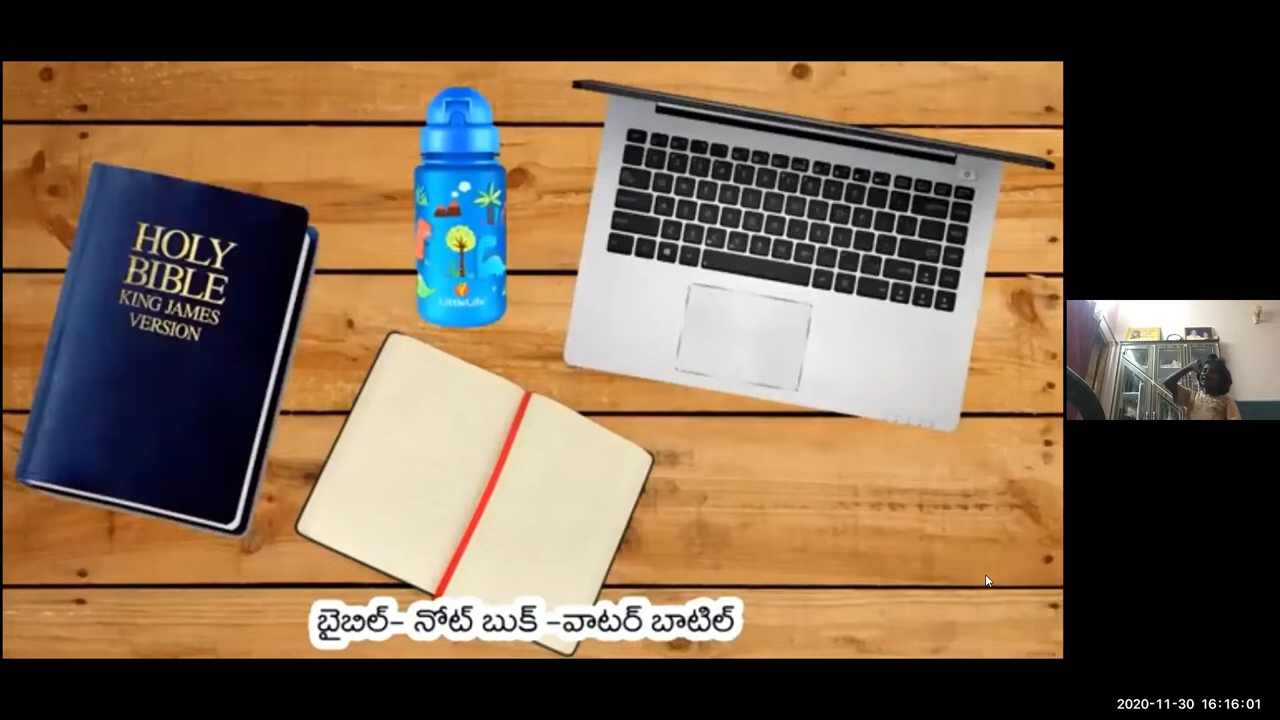 HOLY
BIBLE
KING JAMES
VERSION
LittleLife
బైబిల్- నోట్ బుక్ -వాటర్ బాటిల్
2020-11-30 16:16:01